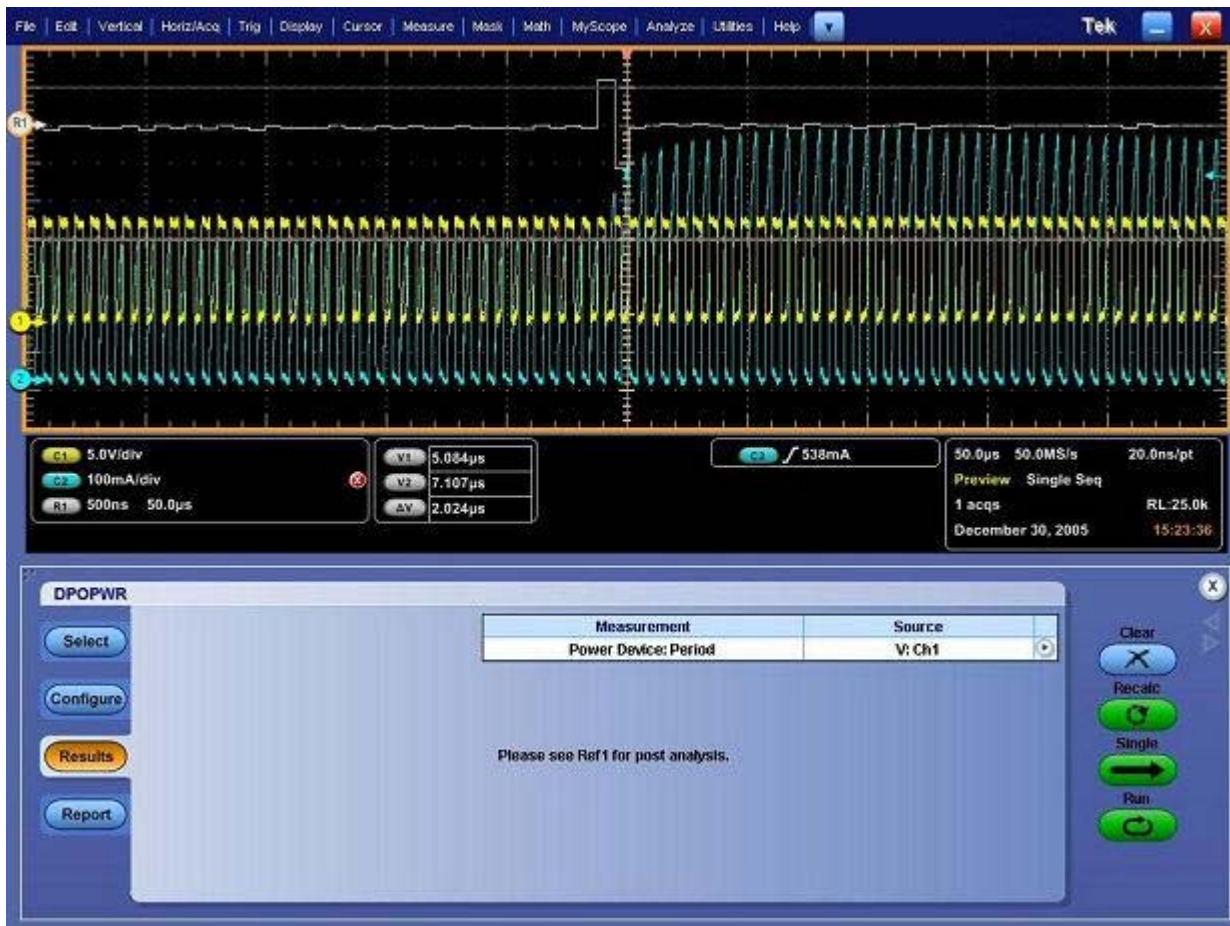 File | Edit | Vertical | Horiz/Acq | Trig | Display | Cursor | Measure | Mask | Math | MyScope | Analyze | Utilities | Help
Tek
X
R1
1
2
C1 5.0V/div
C2 100mA/div
R1 500ns 50.0µs
V1 5.084µs
V2 7.107µs
ΔV 2.024µs
C2 538mA
50.0µs 50.0MS/s 20.0ns/pt
Preview Single Seq
1 acqs RL:25.0k
December 30, 2005 15:23:36
DPOPWR
X
Select
Configure
Results
Report
Measurement Source
Power Device: Period V: Ch1
Please see Ref1 for post analysis.
Clear
Recalc
Single
Run